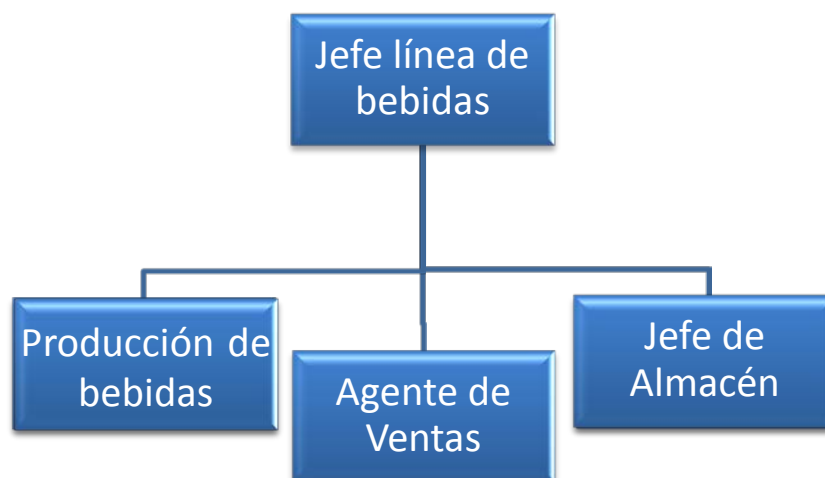 Jefe línea de
bebidas
Producción de
bebidas
Agente de
Ventas
Jefe de
Almacén